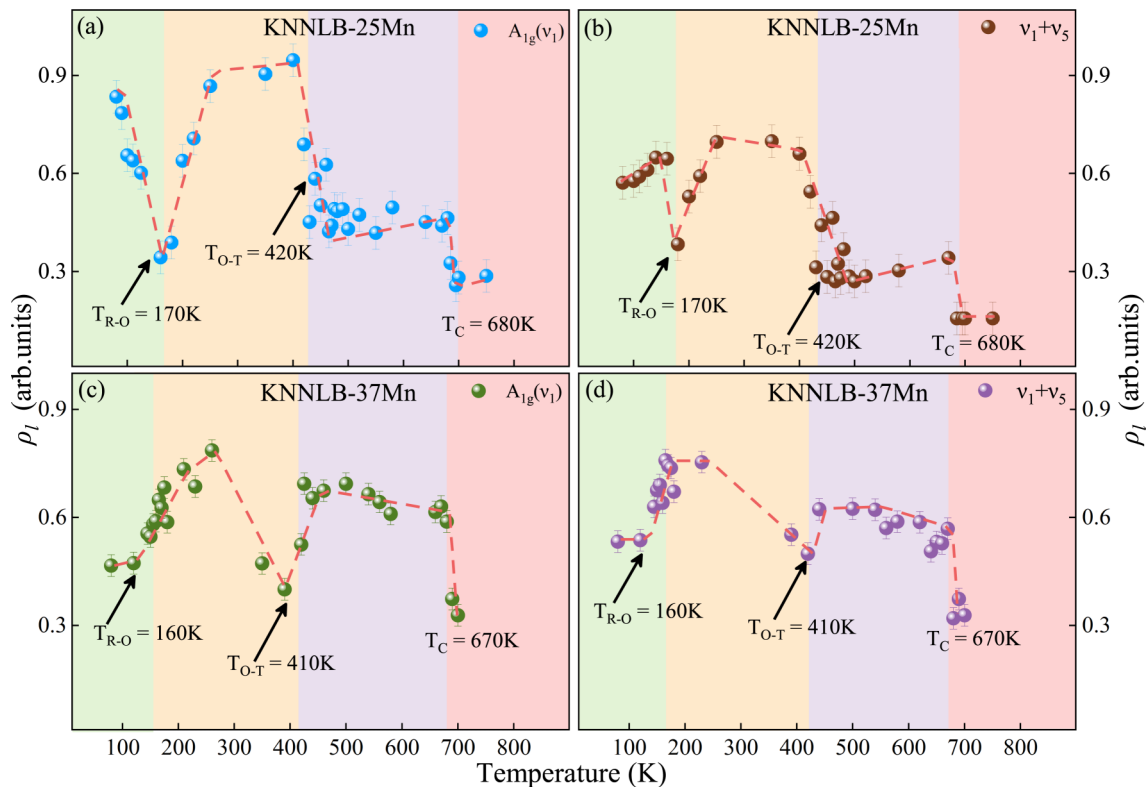 (a)
KNNLB-25Mn
A1g(ν1)
0.9
0.6
0.3
TR-O = 170K
TO-T = 420K
TC = 680K
(b)
KNNLB-25Mn
ν1+ν5
0.9
0.6
0.3
TR-O = 170K
TO-T = 420K
TC = 680K
ρl (arb.units)
ρl (arb.units)
(c)
KNNLB-37Mn
A1g(ν1)
0.9
0.6
0.3
TR-O = 160K
TO-T = 410K
TC = 670K
(d)
KNNLB-37Mn
ν1+ν5
0.9
0.6
0.3
TR-O = 160K
TO-T = 410K
TC = 670K
100 200 300 400 500 600 700 800
100 200 300 400 500 600 700 800
Temperature (K)